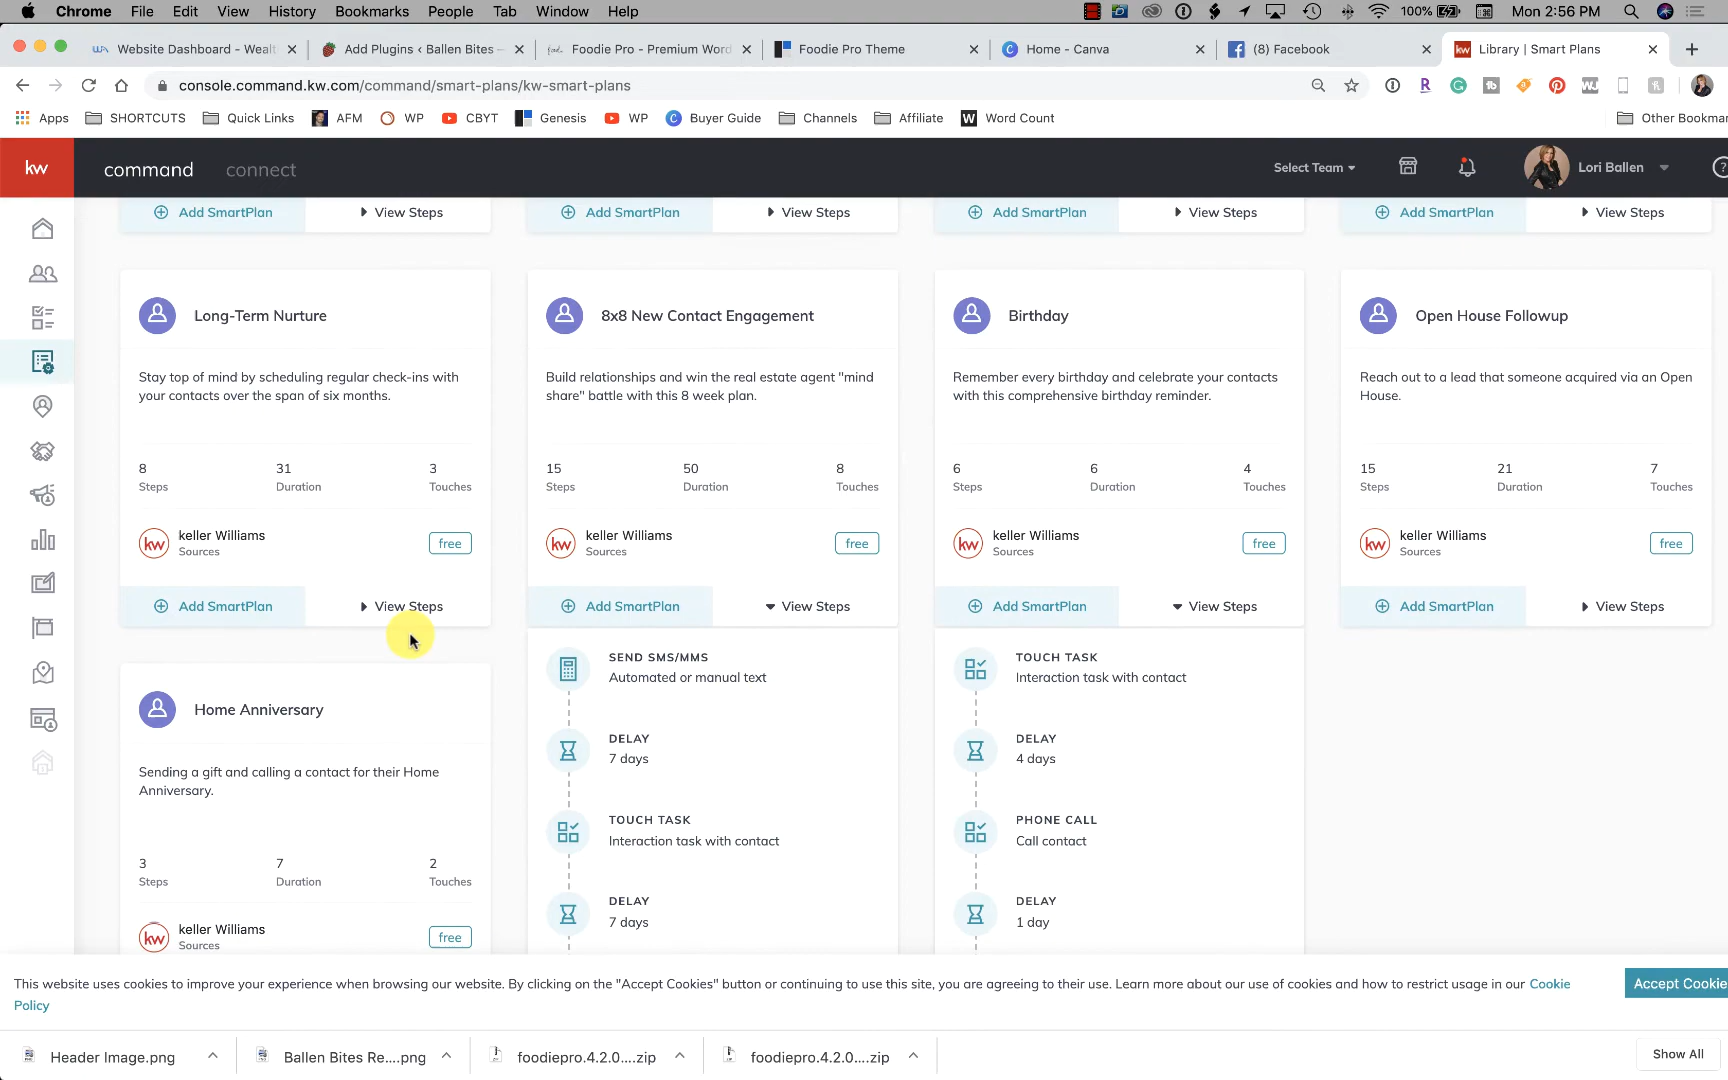 Chrome File Edit View History Bookmarks People Tab Window Help 100% Mon 2:56 PM
Website Dashboard - Wealt Add Plugins ‹ Ballen Bites – Foodie Pro - Premium Word Foodie Pro Theme Home - Canva (8) Facebook Library | Smart Plans
console.command.kw.com/command/smart-plans/kw-smart-plans
Apps SHORTCUTS Quick Links AFM WP CBYT Genesis WP Buyer Guide Channels Affiliate Word Count Other Bookmar
kw command connect Select Team Lori Ballen
Add SmartPlan View Steps Add SmartPlan View Steps Add SmartPlan View Steps Add SmartPlan View Steps
Long-Term Nurture
Stay top of mind by scheduling regular check-ins with
your contacts over the span of six months.
8 31 3
Steps Duration Touches
kw keller Williams free
Sources
Add SmartPlan View Steps
8x8 New Contact Engagement
Build relationships and win the real estate agent "mind
share" battle with this 8 week plan.
15 50 8
Steps Duration Touches
kw keller Williams free
Sources
Add SmartPlan View Steps
SEND SMS/MMS
Automated or manual text
DELAY
7 days
TOUCH TASK
Interaction task with contact
DELAY
7 days
Birthday
Remember every birthday and celebrate your contacts
with this comprehensive birthday reminder.
6 6 4
Steps Duration Touches
kw keller Williams free
Sources
Add SmartPlan View Steps
TOUCH TASK
Interaction task with contact
DELAY
4 days
PHONE CALL
Call contact
DELAY
1 day
Open House Followup
Reach out to a lead that someone acquired via an Open
House.
15 21 7
Steps Duration Touches
kw keller Williams free
Sources
Add SmartPlan View Steps
Home Anniversary
Sending a gift and calling a contact for their Home
Anniversary.
3 7 2
Steps Duration Touches
kw keller Williams free
Sources
This website uses cookies to improve your experience when browsing our website. By clicking on the "Accept Cookies" button or continuing to use this site, you are agreeing to their use. Learn more about our use of cookies and how to restrict usage in our Cookie
Policy
Accept Cookie
Header Image.png Ballen Bites Re....png foodiepro.4.2.0....zip foodiepro.4.2.0....zip Show All